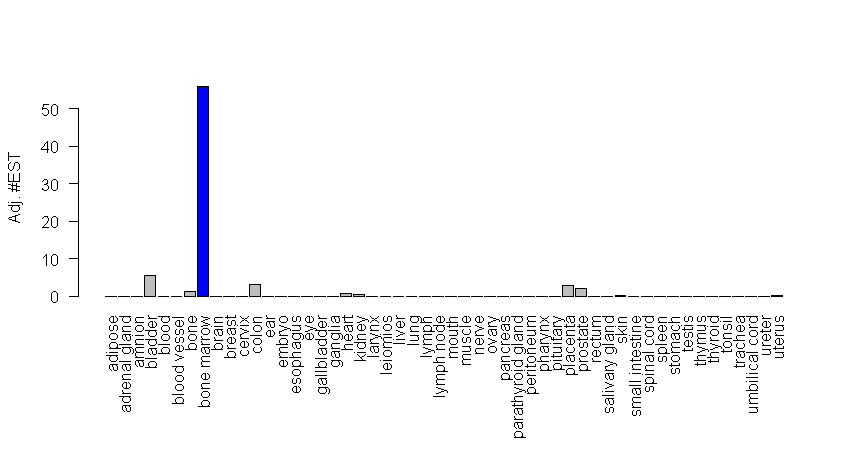 Adj. #EST
50
40
30
20
10
0
adipose
adrenal gland
amnion
bladder
blood
blood vessel
bone
bone marrow
brain
breast
cervix
colon
ear
embryo
esophagus
eye
gallbladder
ganglia
heart
kidney
larynx
leiomios
liver
lung
lymph
lymph node
mouth
muscle
nerve
ovary
pancreas
parathyroid gland
peritoneum
pharynx
pituitary
placenta
prostate
rectum
salivary gland
skin
small intestine
spinal cord
spleen
stomach
testis
thymus
thyroid
tonsil
trachea
umbilical cord
ureter
uterus